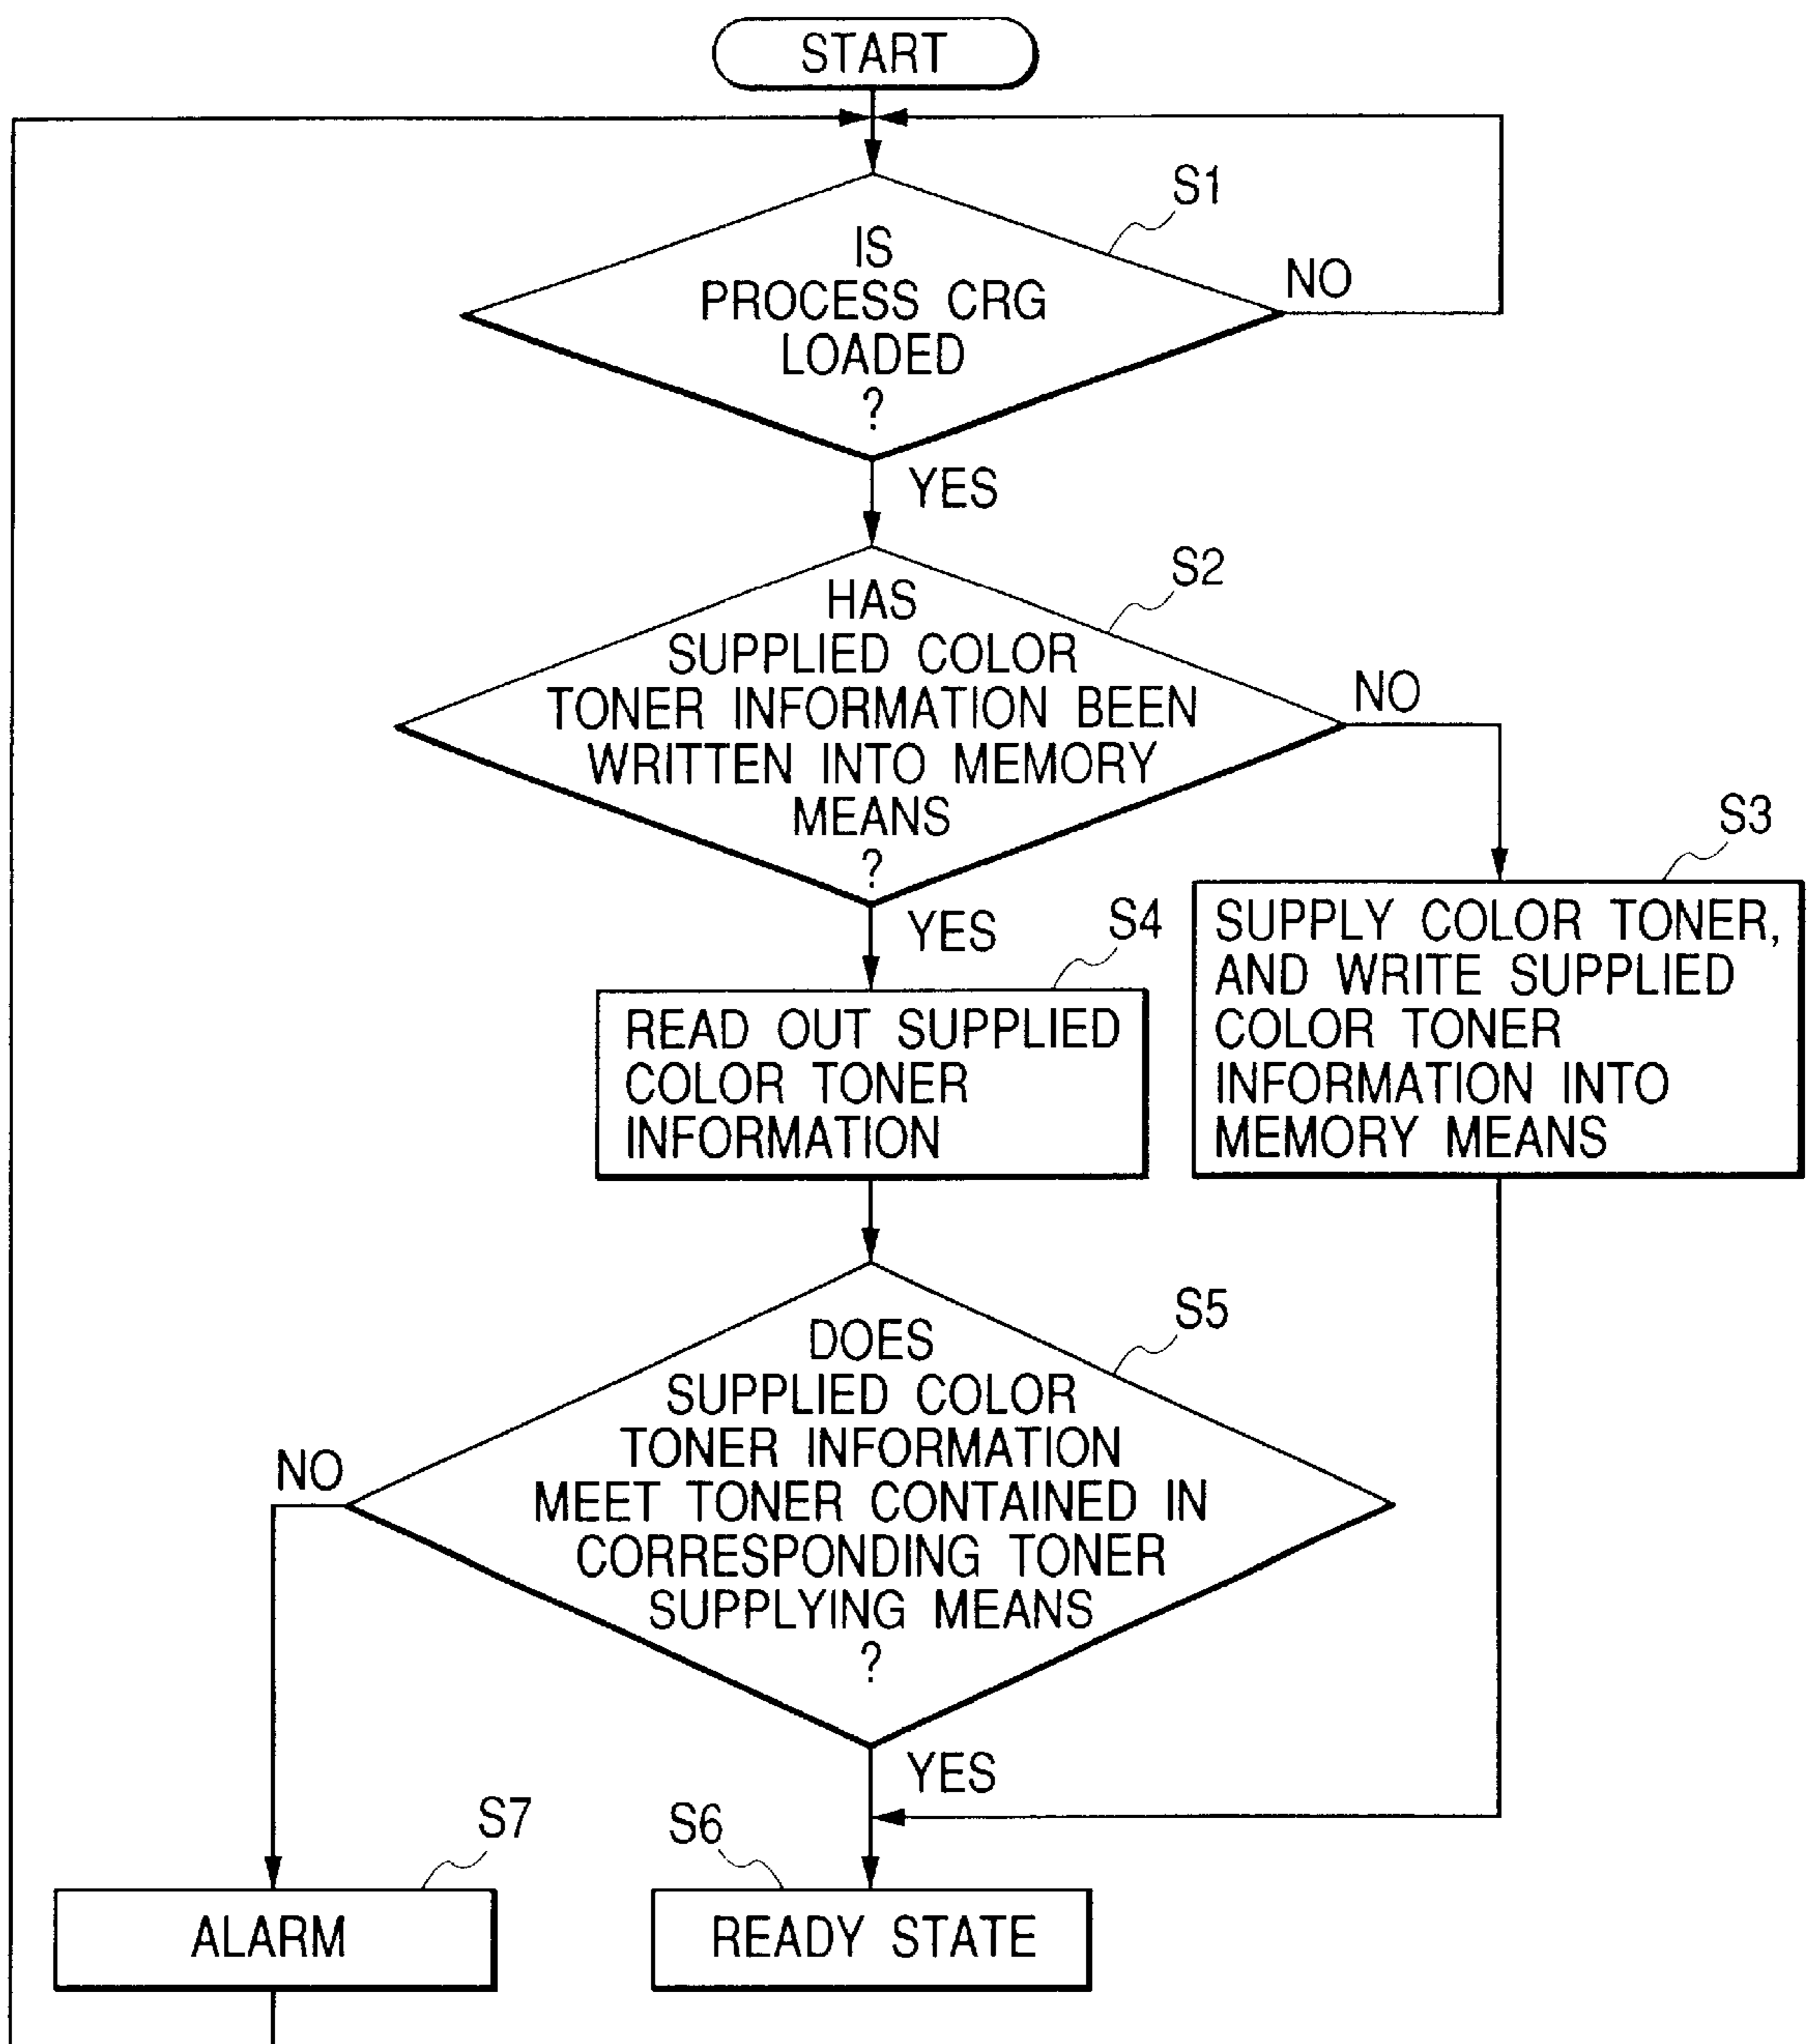 START
S1
IS
PROCESS CRG
LOADED
?
NO
YES
S2
HAS
SUPPLIED COLOR
TONER INFORMATION BEEN
WRITTEN INTO MEMORY
MEANS
?
NO
YES
S3
SUPPLY COLOR TONER,
AND WRITE SUPPLIED
COLOR TONER
INFORMATION INTO
MEMORY MEANS
S4
READ OUT SUPPLIED
COLOR TONER
INFORMATION
S5
DOES
SUPPLIED COLOR
TONER INFORMATION
MEET TONER CONTAINED IN
CORRESPONDING TONER
SUPPLYING MEANS
?
NO
YES
S7
ALARM
S6
READY STATE